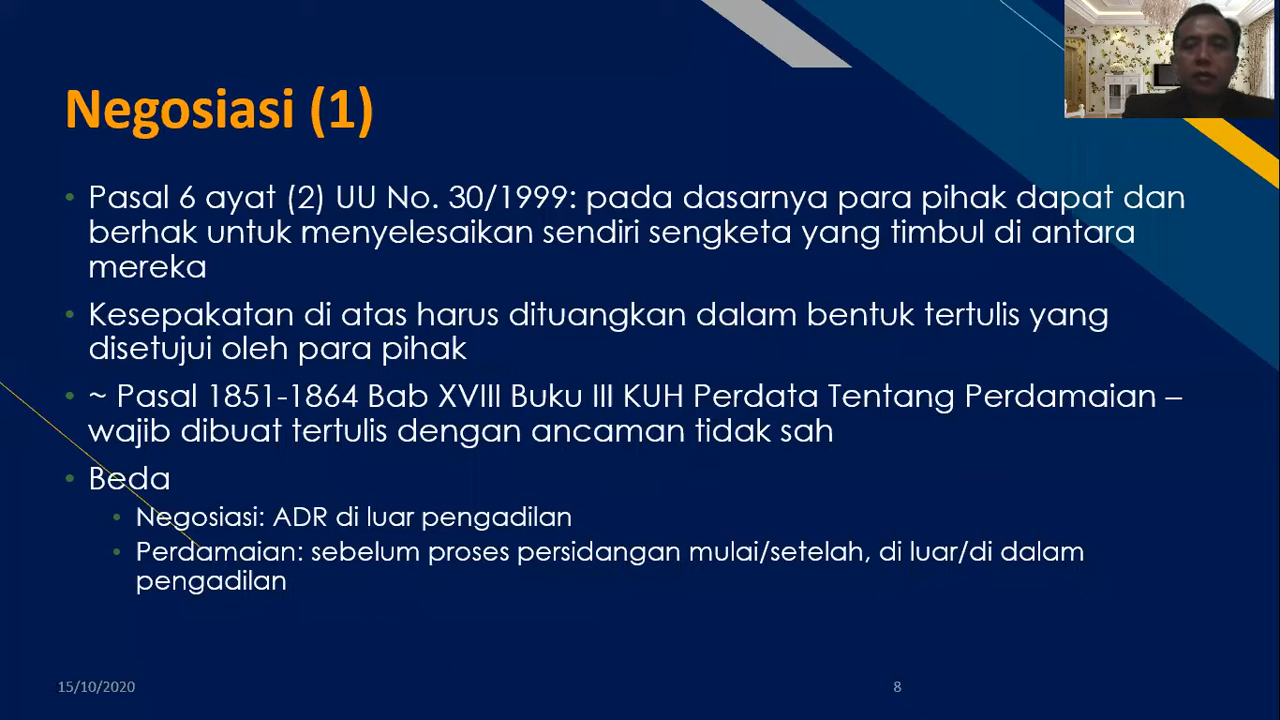 Negosiasi (1)
• Pasal 6 ayat (2) UU No. 30/1999: pada dasarnya para pihak dapat dan
berhak untuk menyelesaikan sendiri sengketa yang timbul di antara
mereka
• Kesepakatan di atas harus dituangkan dalam bentuk tertulis yang
disetujui oleh para pihak
• ~ Pasal 1851-1864 Bab XVIII Buku III KUH Perdata Tentang Perdamaian –
wajib dibuat tertulis dengan ancaman tidak sah
• Beda
• Negosiasi: ADR di luar pengadilan
• Perdamaian: sebelum proses persidangan mulai/setelah, di luar/di dalam
pengadilan
15/10/2020
8